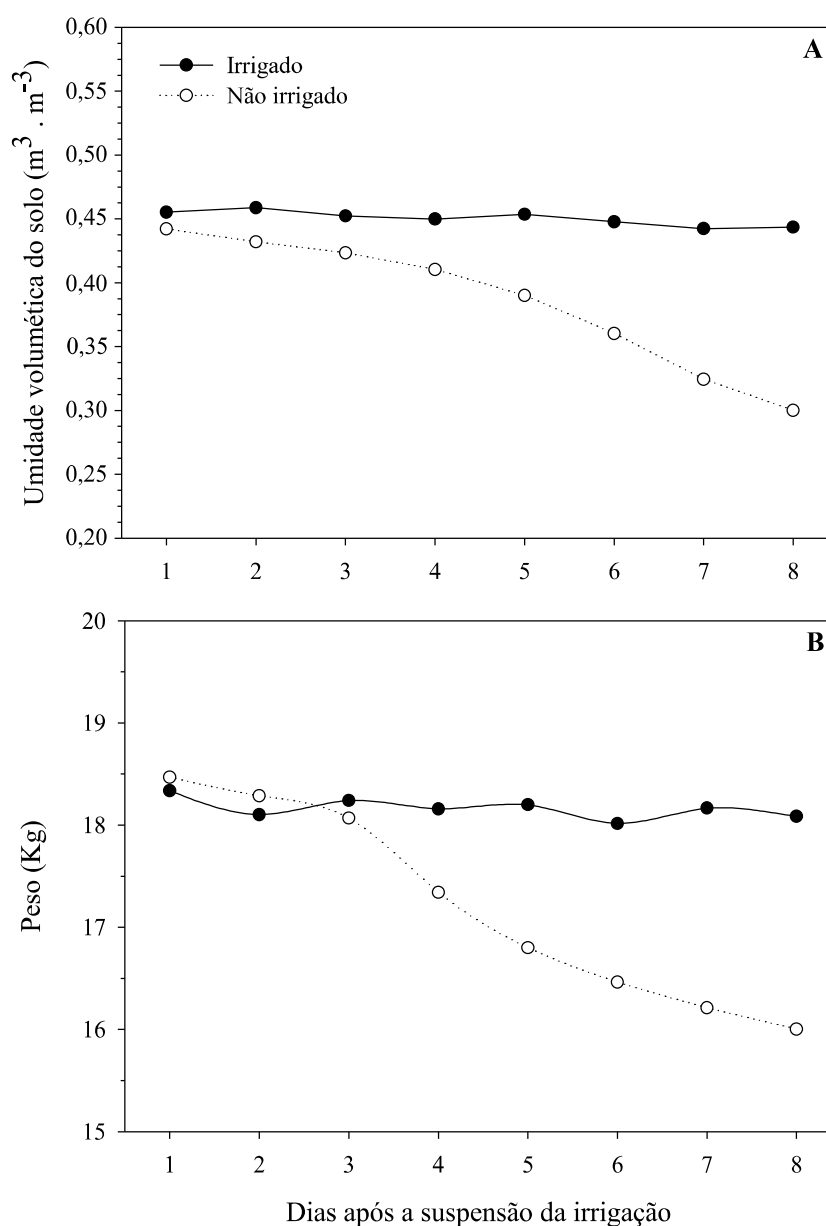 A
Irrigado
Não irrigado
Umidade volumética do solo (m³ . m⁻³)
0,60
0,55
0,50
0,45
0,40
0,35
0,30
0,25
0,20
1 2 3 4 5 6 7 8
B
Peso (Kg)
20
19
18
17
16
15
1 2 3 4 5 6 7 8
Dias após a suspensão da irrigação